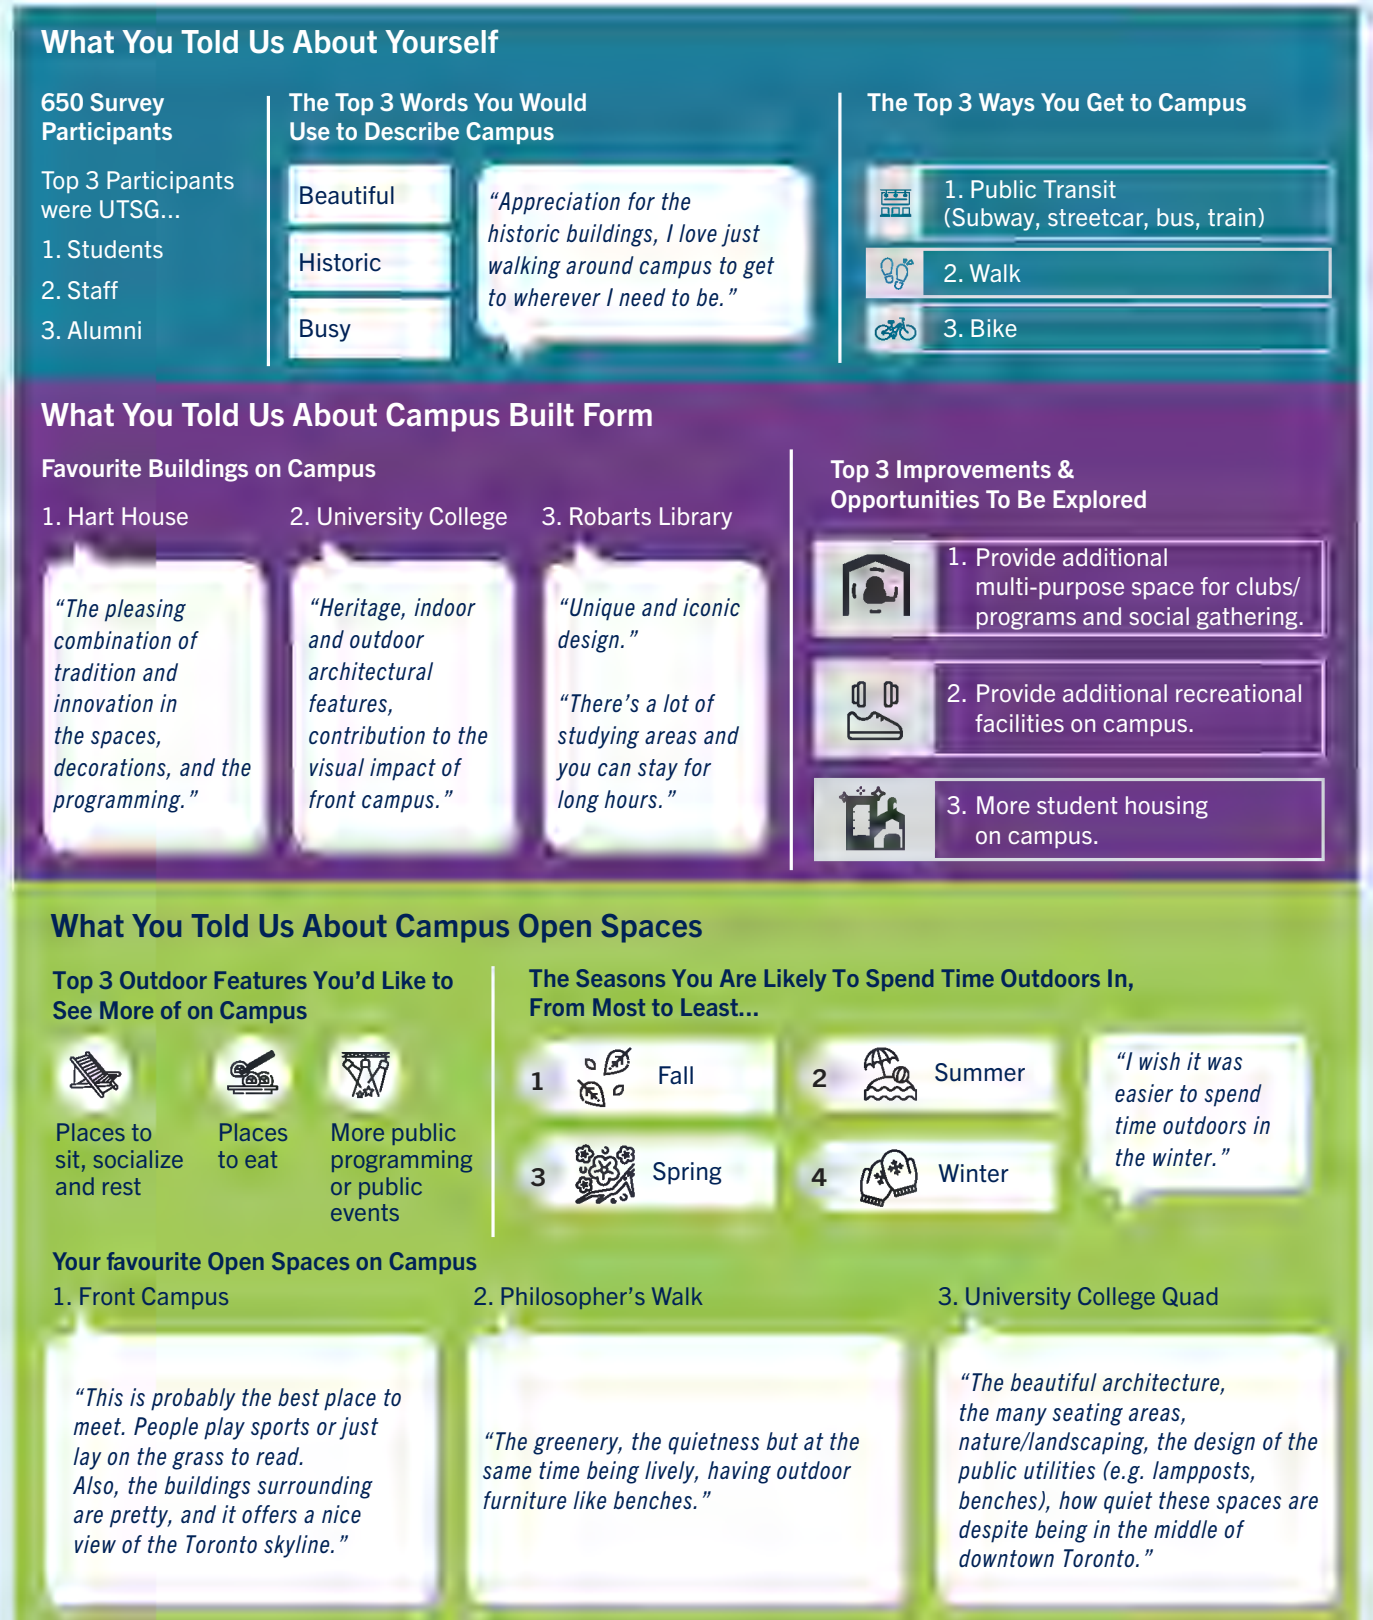 What You Told Us About Yourself
650 Survey
Participants
Top 3 Participants
were UTSG...
1. Students
2. Staff
3. Alumni
The Top 3 Words You Would
Use to Describe Campus
Beautiful
Historic
Busy
“Appreciation for the
historic buildings, I love just
walking around campus to get
to wherever I need to be.”
The Top 3 Ways You Get to Campus
1. Public Transit
(Subway, streetcar, bus, train)
2. Walk
3. Bike
What You Told Us About Campus Built Form
Favourite Buildings on Campus
1. Hart House
“The pleasing
combination of
tradition and
innovation in
the spaces,
decorations, and the
programming.”
2. University College
“Heritage, indoor
and outdoor
architectural
features,
contribution to the
visual impact of
front campus.”
3. Robarts Library
“Unique and iconic
design.”
“There’s a lot of
studying areas and
you can stay for
long hours.”
Top 3 Improvements &
Opportunities To Be Explored
1. Provide additional
multi-purpose space for clubs/
programs and social gathering.
2. Provide additional recreational
facilities on campus.
3. More student housing
on campus.
What You Told Us About Campus Open Spaces
Top 3 Outdoor Features You’d Like to
See More of on Campus
Places to
sit, socialize
and rest
Places
to eat
More public
programming
or public
events
The Seasons You Are Likely To Spend Time Outdoors In,
From Most to Least...
1 Fall
2 Summer
3 Spring
4 Winter
“I wish it was
easier to spend
time outdoors in
the winter.”
Your favourite Open Spaces on Campus
1. Front Campus
“This is probably the best place to
meet. People play sports or just
lay on the grass to read.
Also, the buildings surrounding
are pretty, and it offers a nice
view of the Toronto skyline.”
2. Philosopher’s Walk
“The greenery, the quietness but at the
same time being lively, having outdoor
furniture like benches.”
3. University College Quad
“The beautiful architecture,
the many seating areas,
nature/landscaping, the design of the
public utilities (e.g. lampposts,
benches), how quiet these spaces are
despite being in the middle of
downtown Toronto.”